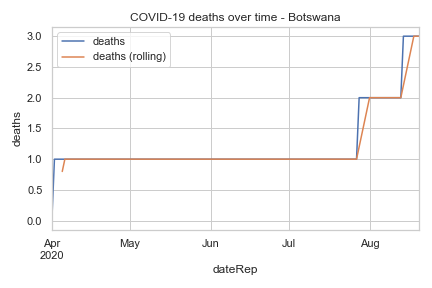 COVID-19 deaths over time - Botswana
deaths
deaths (rolling)
3.0
2.5
2.0
1.5
1.0
0.5
0.0
deaths
Apr
2020
May
Jun
Jul
Aug
dateRep